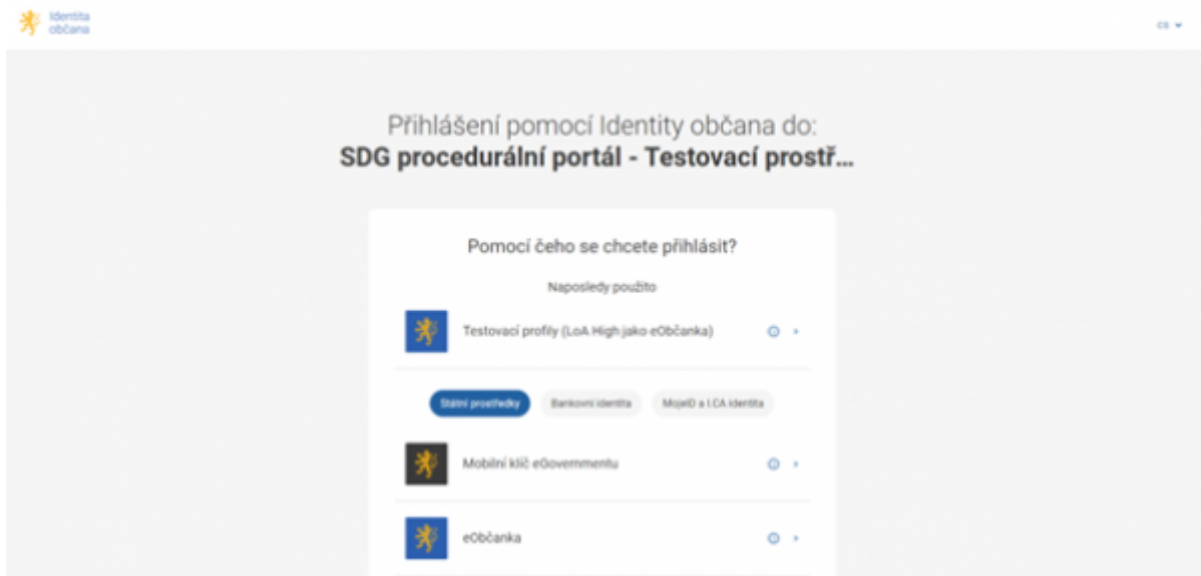 Identita
občana
cs
Přihlášení pomocí Identity občana do:
SDG procedurální portál - Testovací prostř...
Pomocí čeho se chcete přihlásit?
Naposledy použito
Testovací profily (LoA High jako eObčanka)
Státní prostředky
Bankovní identita
MojeID a I.CA identita
Mobilní klíč eGovernmentu
eObčanka